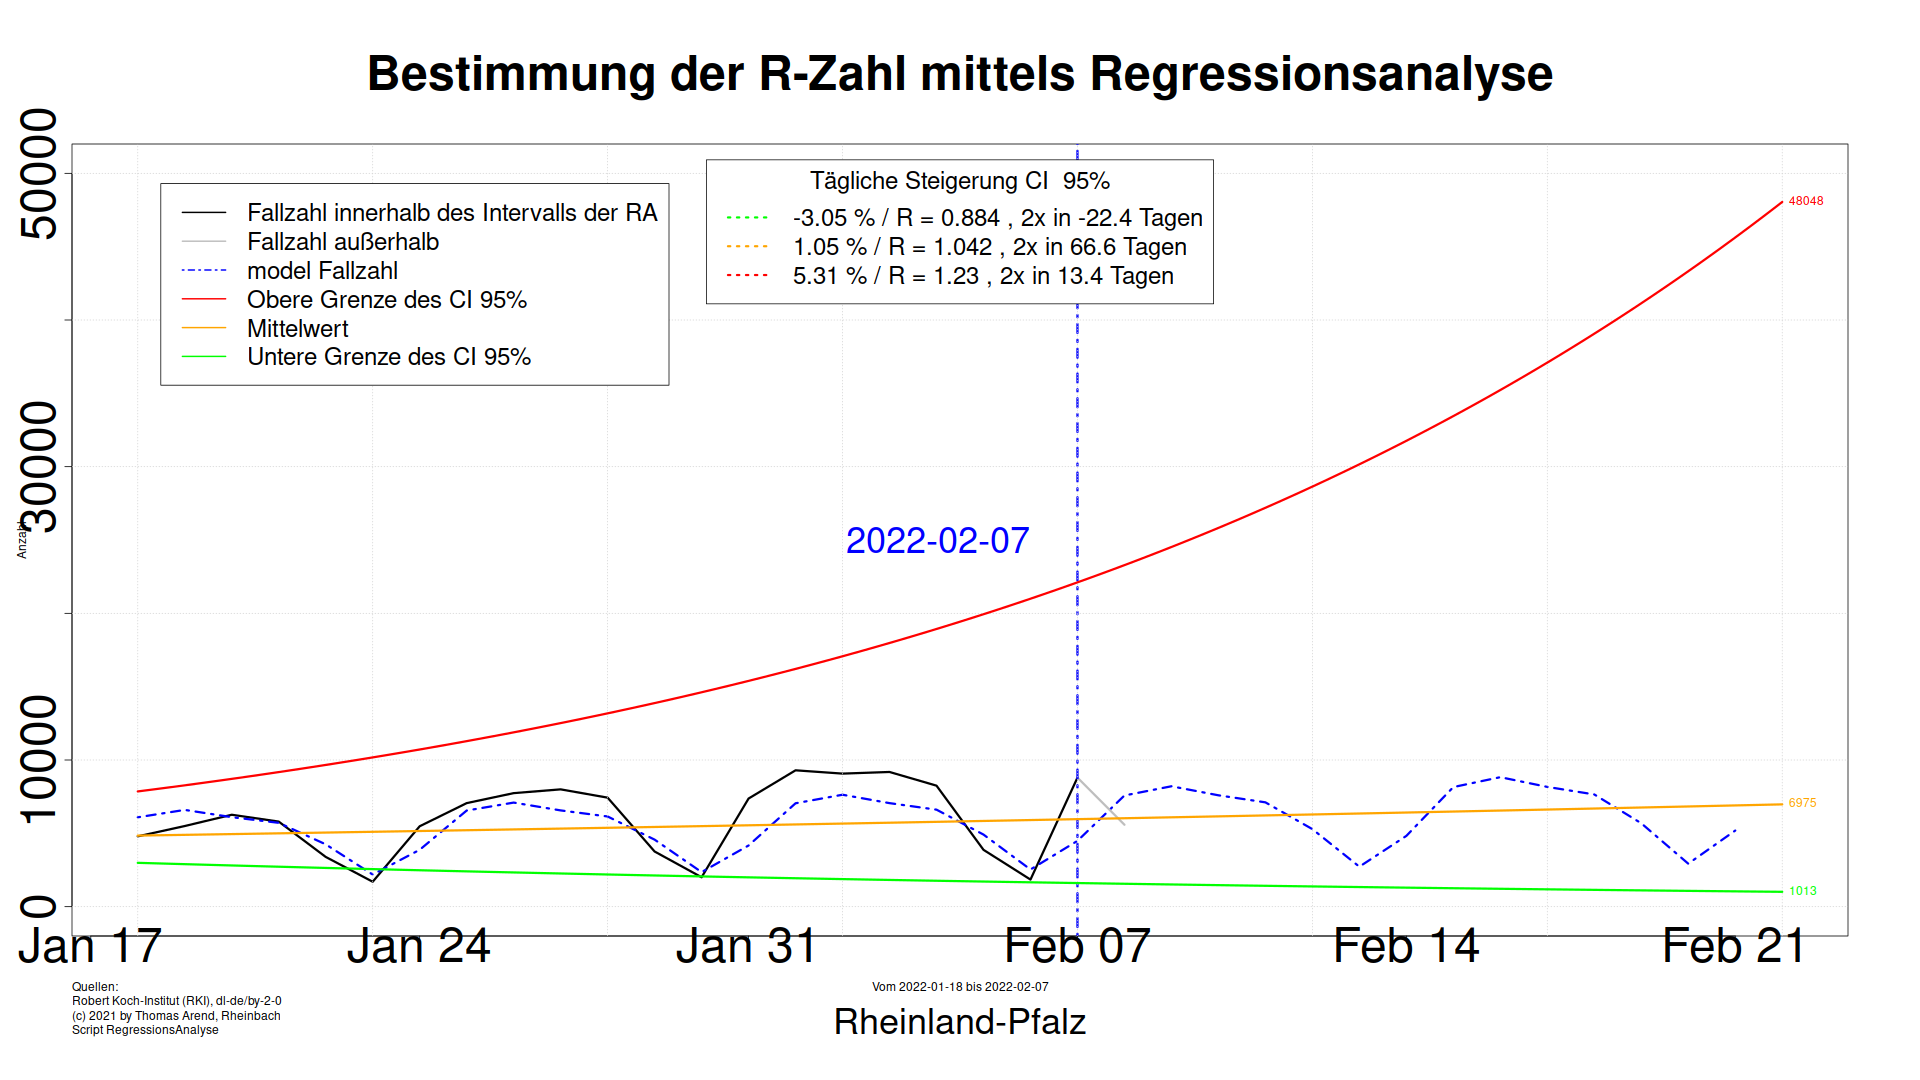 Bestimmung der R-Zahl mittels Regressionsanalyse
Anzahl
50000
30000
10000
0
Fallzahl innerhalb des Intervalls der RA
Fallzahl außerhalb
model Fallzahl
Obere Grenze des CI 95%
Mittelwert
Untere Grenze des CI 95%
Tägliche Steigerung CI  95%
-3.05 % / R = 0.884 , 2x in -22.4 Tagen
1.05 % / R = 1.042 , 2x in 66.6 Tagen
5.31 % / R = 1.23 , 2x in 13.4 Tagen
48048
2022-02-07
6975
1013
Jan 17 Jan 24 Jan 31 Feb 07 Feb 14 Feb 21
Quellen:
Robert Koch-Institut (RKI), dl-de/by-2-0
(c) 2021 by Thomas Arend, Rheinbach
Script RegressionsAnalyse
Vom 2022-01-18 bis 2022-02-07
Rheinland-Pfalz